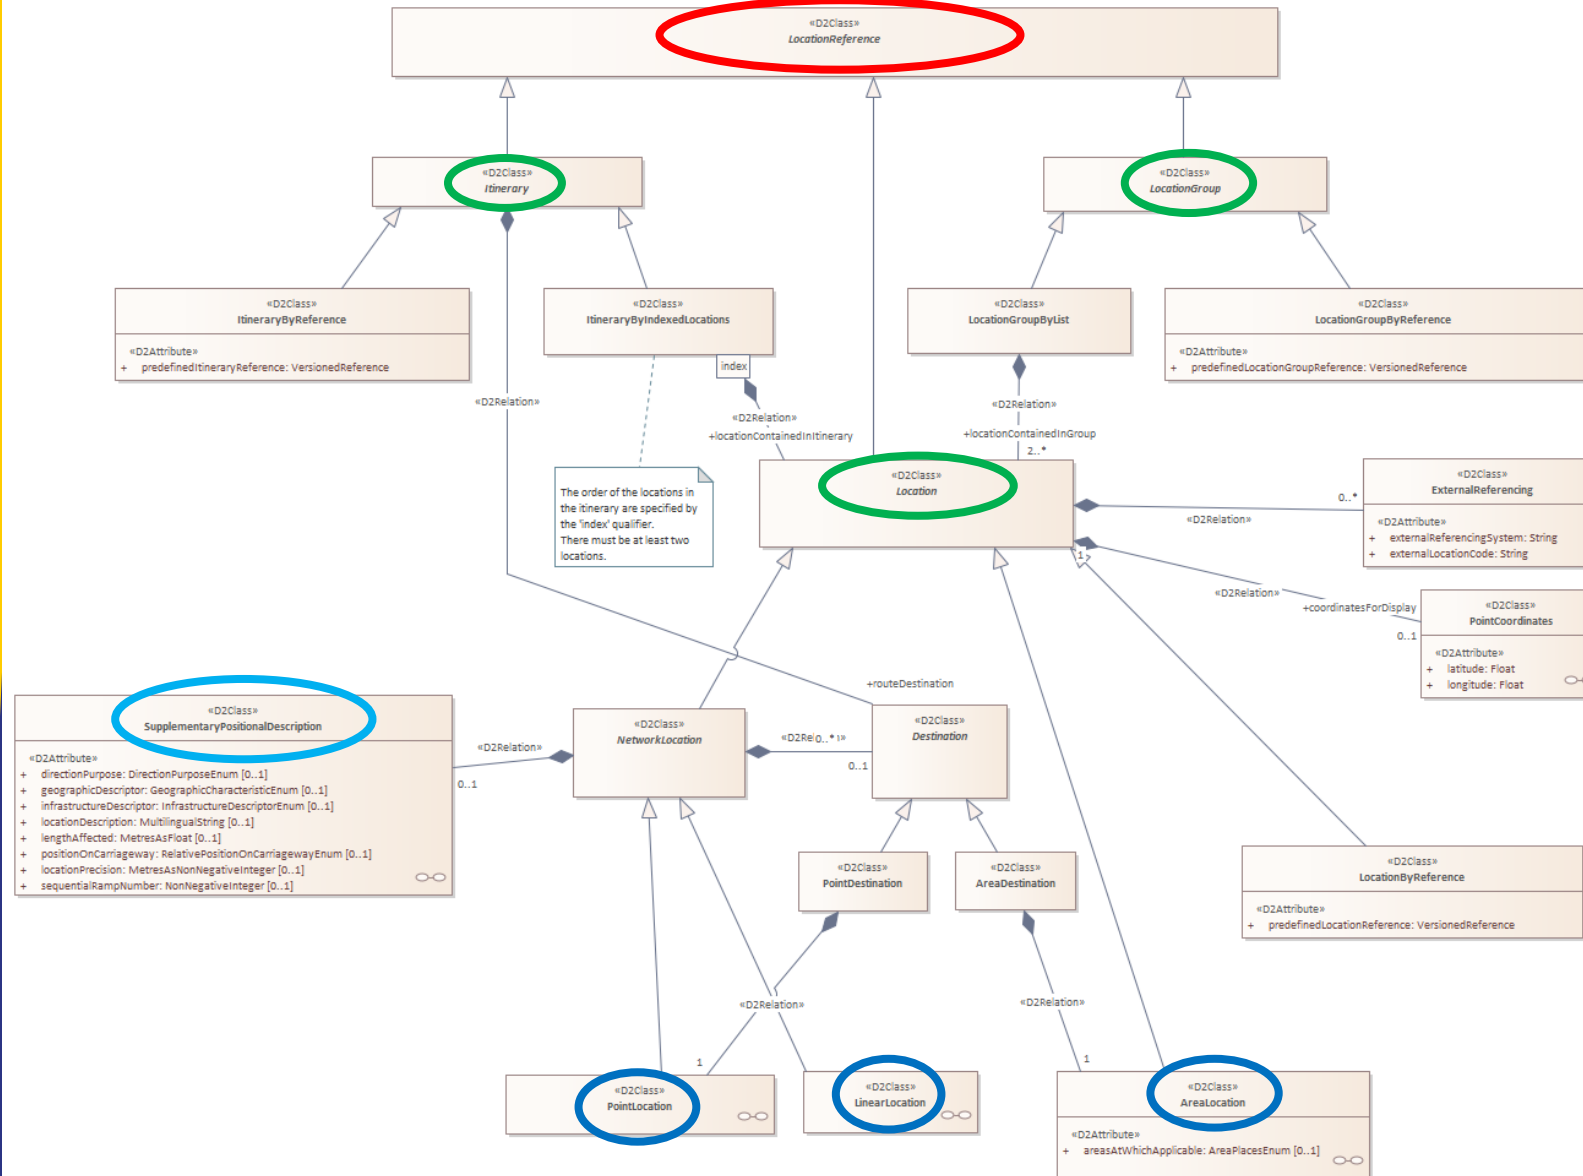 «D2Class»
LocationReference
«D2Class»
Itinerary
«D2Class»
LocationGroup
«D2Class»
ItineraryByReference
«D2Attribute»
+ predefinedItineraryReference: VersionedReference
«D2Class»
ItineraryByIndexedLocations
index
«D2Class»
LocationGroupByList
«D2Class»
LocationGroupByReference
«D2Attribute»
+ predefinedLocationGroupReference: VersionedReference
«D2Relation»
«D2Relation»
+locationContainedInItinerary
«D2Relation»
+locationContainedInGroup
2..*
The order of the locations in
the itinerary are specified by
the 'index' qualifier.
There must be at least two
locations.
«D2Class»
Location
0..*
«D2Relation»
«D2Class»
ExternalReferencing
«D2Attribute»
+ externalReferencingSystem: String
+ externalLocationCode: String
1
«D2Relation»
+coordinatesForDisplay
0..1
«D2Class»
PointCoordinates
«D2Attribute»
+ latitude: Float
+ longitude: Float
+routeDestination
«D2Class»
SupplementaryPositionalDescription
«D2Attribute»
+ directionPurpose: DirectionPurposeEnum [0..1]
+ geographicDescriptor: GeographicCharacteristicEnum [0..1]
+ infrastructureDescriptor: InfrastructureDescriptorEnum [0..1]
+ locationDescription: MultilingualString [0..1]
+ lengthAffected: MetresAsFloat [0..1]
+ positionOnCarriageway: RelativePositionOnCarriagewayEnum [0..1]
+ locationPrecision: MetresAsNonNegativeInteger [0..1]
+ sequentialRampNumber: NonNegativeInteger [0..1]
«D2Relation»
0..1
«D2Class»
NetworkLocation
«D2Rel 0..*
0..1
«D2Class»
Destination
«D2Class»
PointDestination
«D2Class»
AreaDestination
«D2Class»
LocationByReference
«D2Attribute»
+ predefinedLocationReference: VersionedReference
«D2Relation»
1
«D2Relation»
1
«D2Class»
PointLocation
«D2Class»
LinearLocation
«D2Class»
AreaLocation
«D2Attribute»
+ areasAtWhichApplicable: AreaPlacesEnum [0..1]